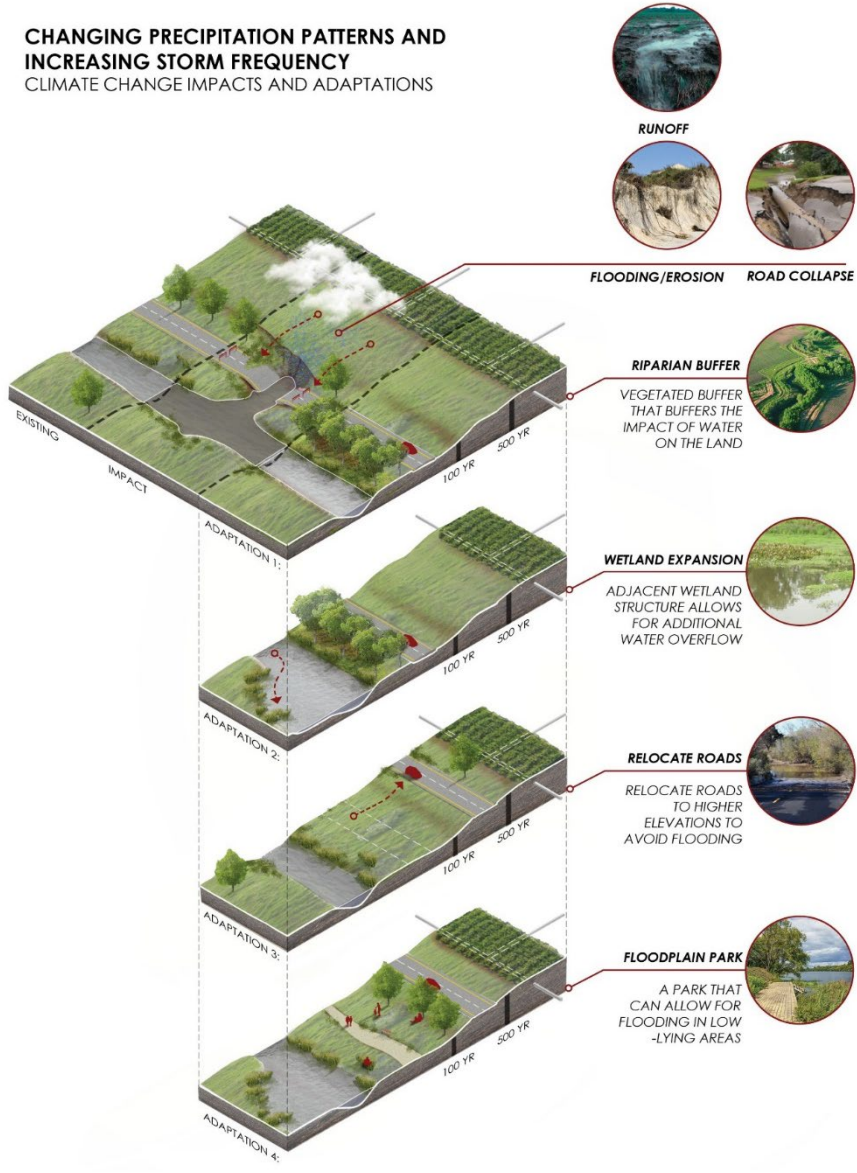 CHANGING PRECIPITATION PATTERNS AND
INCREASING STORM FREQUENCY
CLIMATE CHANGE IMPACTS AND ADAPTATIONS
RUNOFF
FLOODING/EROSION
ROAD COLLAPSE
EXISTING
IMPACT
ADAPTATION 1:
100 YR
500 YR
RIPARIAN BUFFER
VEGETATED BUFFER
THAT BUFFERS THE
IMPACT OF WATER
ON THE LAND
ADAPTATION 2:
100 YR
500 YR
WETLAND EXPANSION
ADJACENT WETLAND
STRUCTURE ALLOWS
FOR ADDITIONAL
WATER OVERFLOW
ADAPTATION 3:
100 YR
500 YR
RELOCATE ROADS
RELOCATE ROADS
TO HIGHER
ELEVATIONS TO
AVOID FLOODING
ADAPTATION 4:
100 YR
500 YR
FLOODPLAIN PARK
A PARK THAT
CAN ALLOW FOR
FLOODING IN LOW
-LYING AREAS